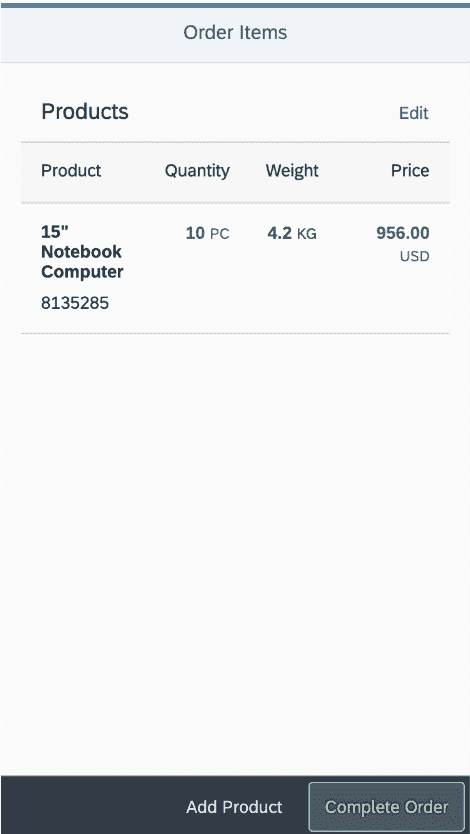 Order Items
Products Edit
Product Quantity Weight Price
15" 10 PC 4.2 KG 956.00
Notebook USD
Computer
8135285
Add Product Complete Order